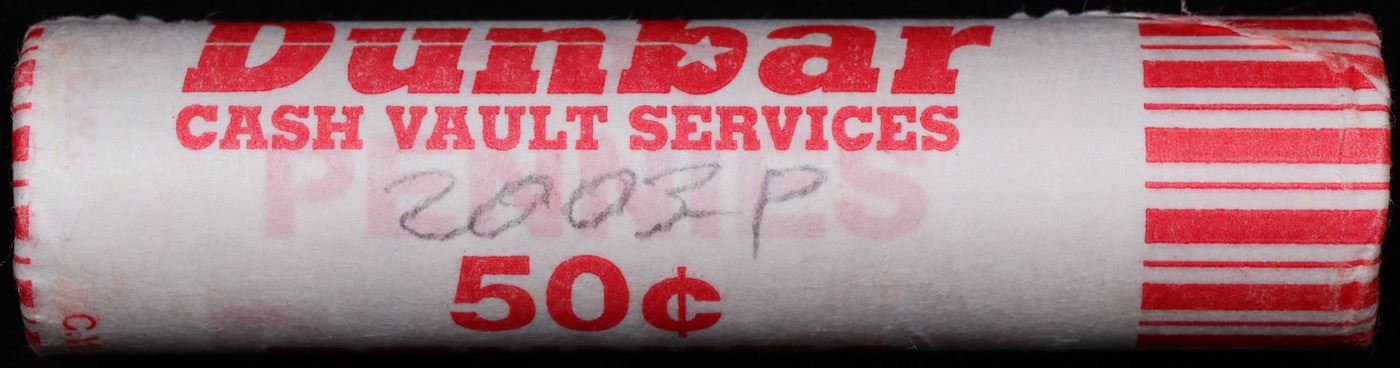 Dunbar
CASH VAULT SERVICES
PENNIES
2003P
50¢